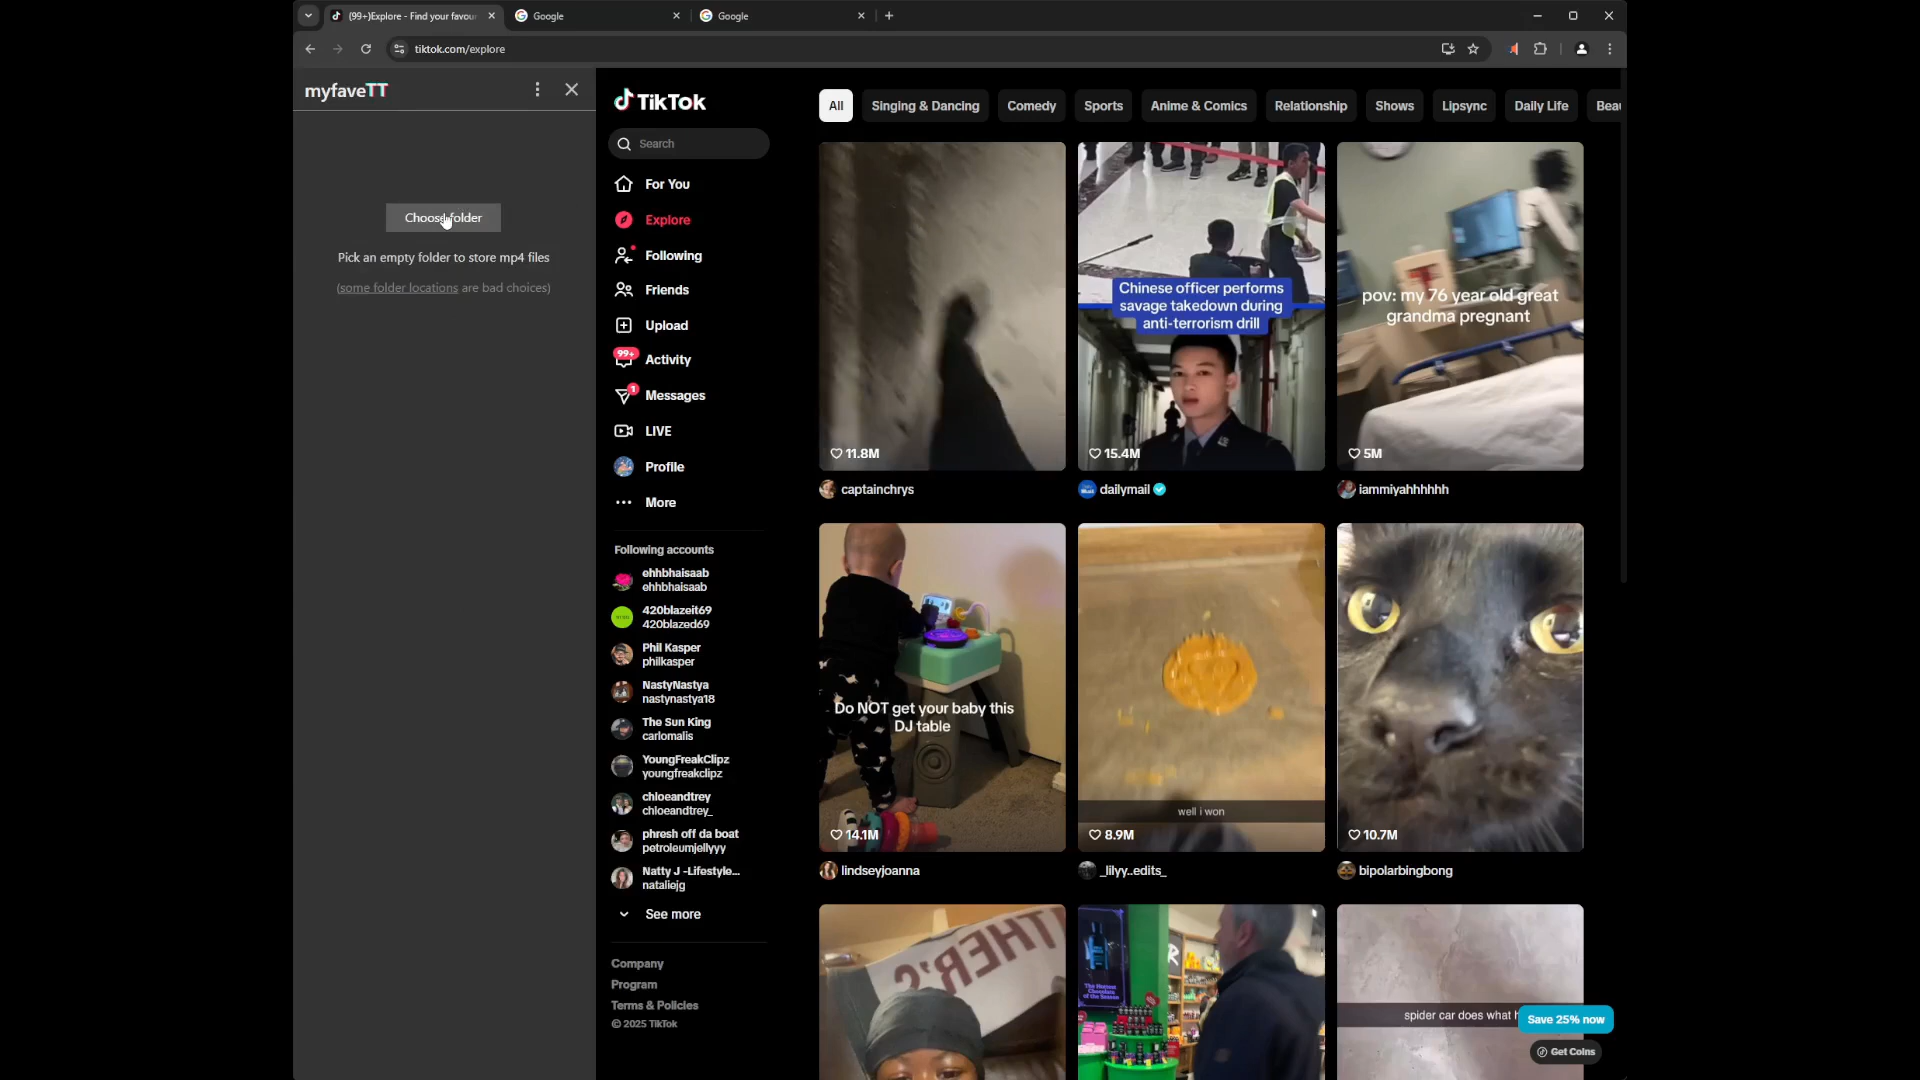 (99+)Explore - Find your favou
Google
Google
tiktok.com/explore
myfaveTT
Pick an empty folder to store mp4 files
(some folder locations are bad choices)
TikTok
Search
For You
Explore
Following
Friends
Upload
99+
Activity
1
Messages
LIVE
Profile
More
Following accounts
ehhbhaisaab
ehhbhaisaab
420blazeit69
420blazed69
Phil Kasper
philkasper
NastyNastya
nastynastya18
The Sun King
carlomalis
YoungFreakClipz
youngfreakclipz
chloeandtrey
chloeandtrey_
phresh off da boat
petroleumjellyyy
Natty J -Lifestyle...
nataliejg
See more
Company
Program
Terms & Policies
© 2025 TikTok
All
Singing & Dancing
Comedy
Sports
Anime & Comics
Relationship
Shows
Lipsync
Daily Life
Beau
11.8M
captainchrys
Chinese officer performs
savage takedown during
anti-terrorism drill
15.4M
dailymail
pov: my 76 year old great
grandma pregnant
5M
iammiyahhhhhh
Do NOT get your baby this
DJ table
14.1M
lindseyjoanna
well i won
8.9M
_lilyy..edits_
10.7M
bipolarbingbong
spider car does what
Save 25% now
Get Coins